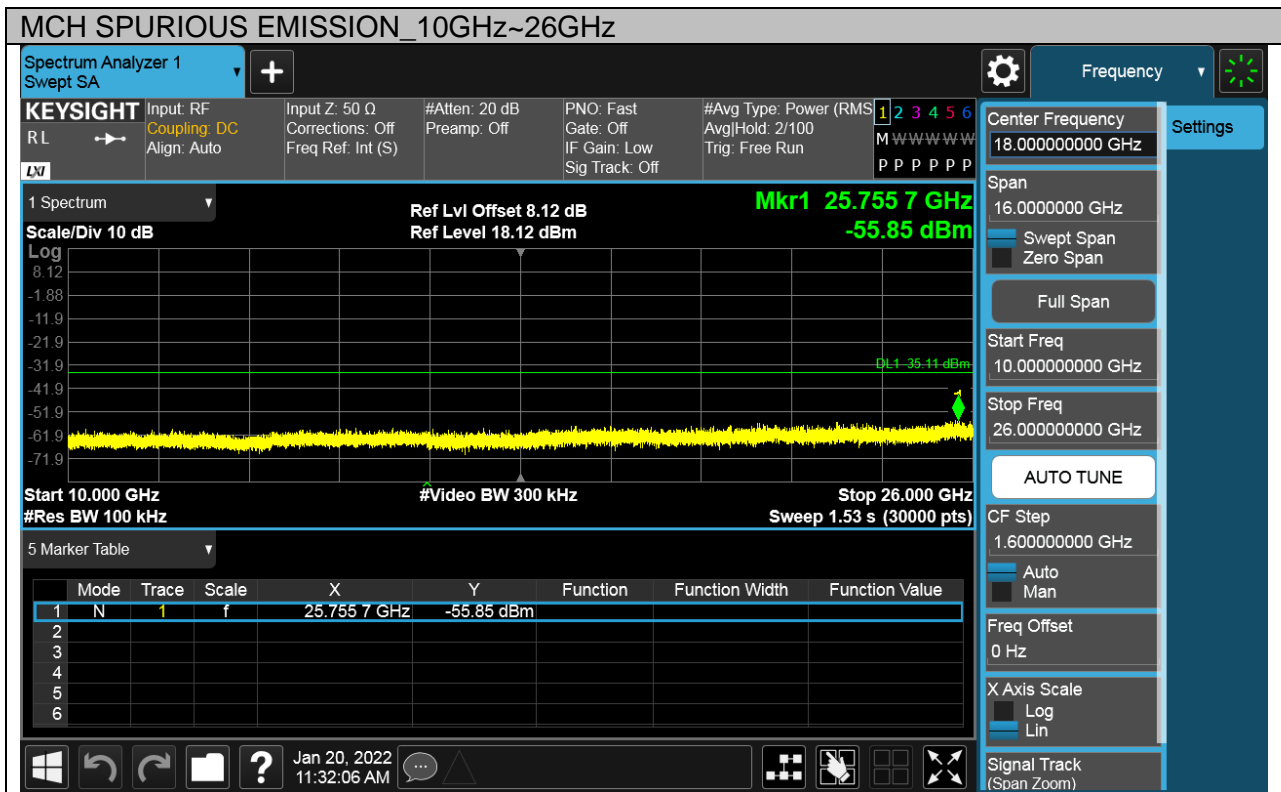 MCH SPURIOUS EMISSION_10GHz~26GHz
Spectrum Analyzer 1
Swept SA
Frequency
KEYSIGHT
RL
LXI
Input: RF
Coupling: DC
Align: Auto
Input Z: 50 Ω
Corrections: Off
Freq Ref: Int (S)
#Atten: 20 dB
Preamp: Off
PNO: Fast
Gate: Off
IF Gain: Low
Sig Track: Off
#Avg Type: Power (RMS
Avg|Hold: 2/100
Trig: Free Run
1 2 3 4 5 6
M W W W W W
P P P P P P
1 Spectrum
Scale/Div 10 dB
Ref Lvl Offset 8.12 dB
Ref Level 18.12 dBm
Mkr1 25.755 7 GHz
-55.85 dBm
Log
8.12
-1.88
-11.9
-21.9
-31.9
-41.9
-51.9
-61.9
-71.9
DL1 -35.11 dBm
1
Start 10.000 GHz
#Video BW 300 kHz
Stop 26.000 GHz
#Res BW 100 kHz
Sweep 1.53 s (30000 pts)
5 Marker Table
Mode Trace Scale X Y Function Function Width Function Value
1 N 1 f 25.755 7 GHz -55.85 dBm
2
3
4
5
6
Jan 20, 2022
11:32:06 AM
Center Frequency
18.000000000 GHz
Settings
Span
16.0000000 GHz
Swept Span
Zero Span
Full Span
Start Freq
10.000000000 GHz
Stop Freq
26.000000000 GHz
AUTO TUNE
CF Step
1.600000000 GHz
Auto
Man
Freq Offset
0 Hz
X Axis Scale
Log
Lin
Signal Track
(Span Zoom)